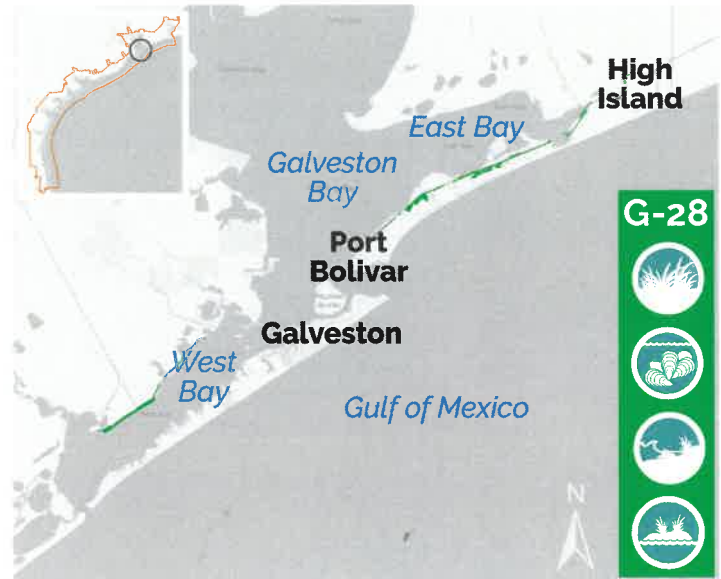 High
Island
East Bay
Galveston
Bay
G-28
Port
Bolivar
Galveston
West
Bay
Gulf of Mexico
N